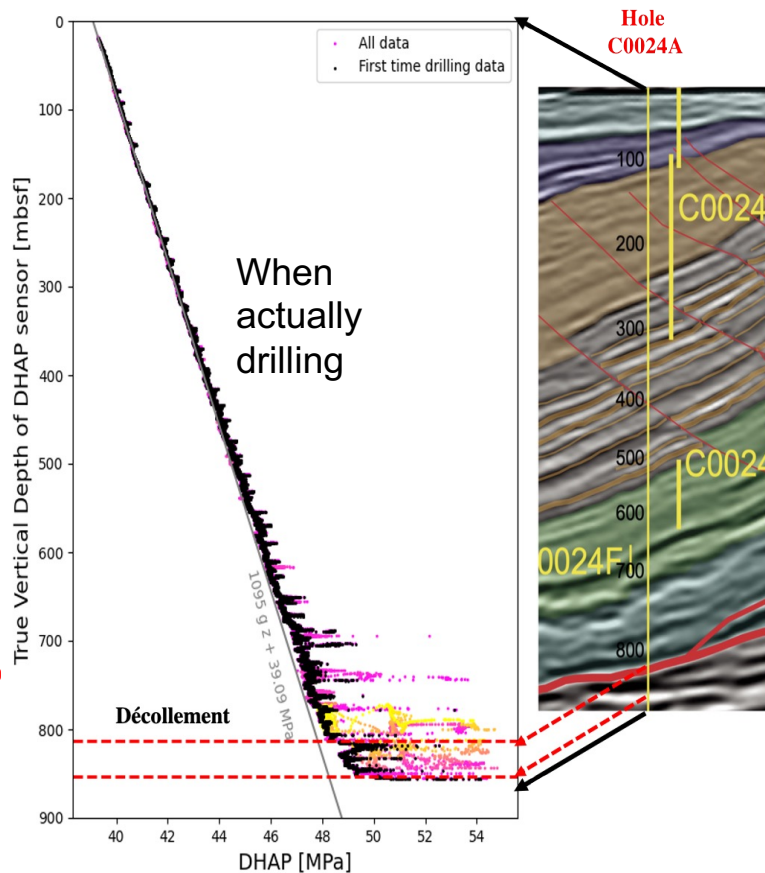 Hole
C0024A
All data
First time drilling data
0
100
200
300
400
500
600
700
800
900
True Vertical Depth of DHAP sensor [mbsf]
When
actually
drilling
1095 g z + 39.09 MPa
Décollement
40
42
44
46
48
50
52
54
DHAP [MPa]
100
C0024
200
300
400
500
C0024
600
0024F
700
800